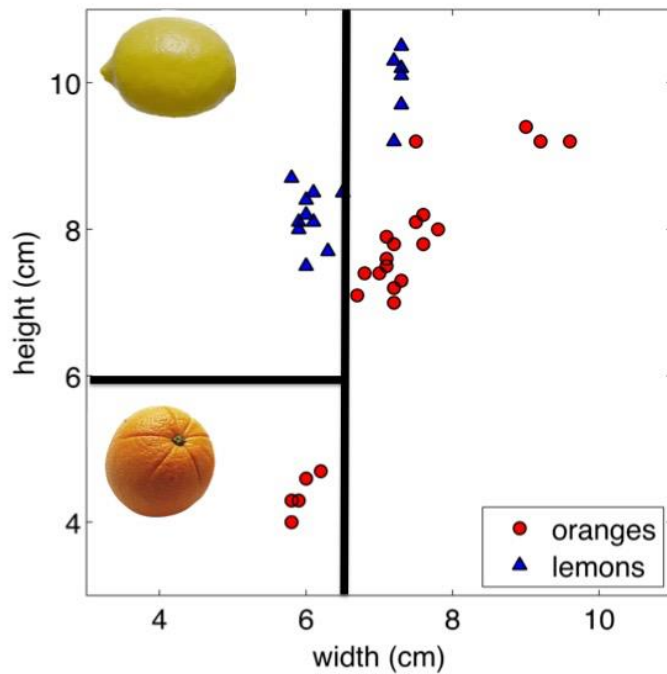 10
8
6
4
height (cm)
4 6 8 10
width (cm)
oranges
lemons